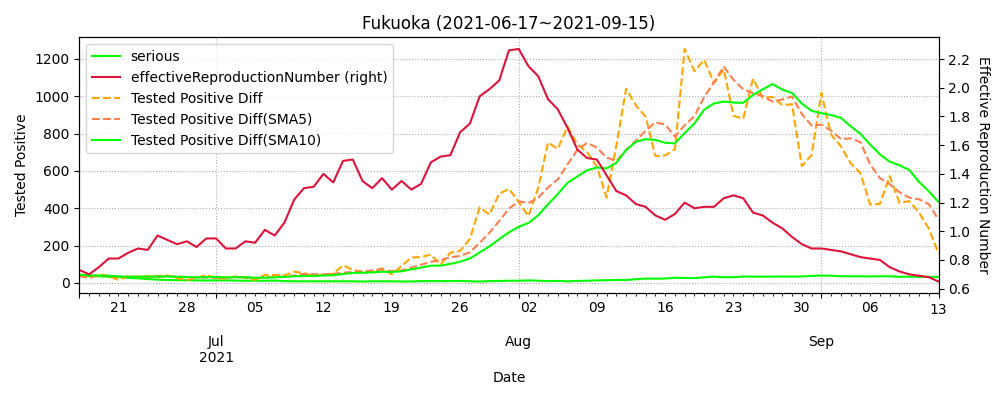 Fukuoka (2021-06-17~2021-09-15)
serious
effectiveReproductionNumber (right)
Tested Positive Diff
Tested Positive Diff(SMA5)
Tested Positive Diff(SMA10)
Tested Positive
1200
1000
800
600
400
200
0
Effective Reproduction Number
2.2
2.0
1.8
1.6
1.4
1.2
1.0
0.8
0.6
21 28 05 12 19 26 02 09 16 23 30 06 13
Jul Aug Sep
2021
Date